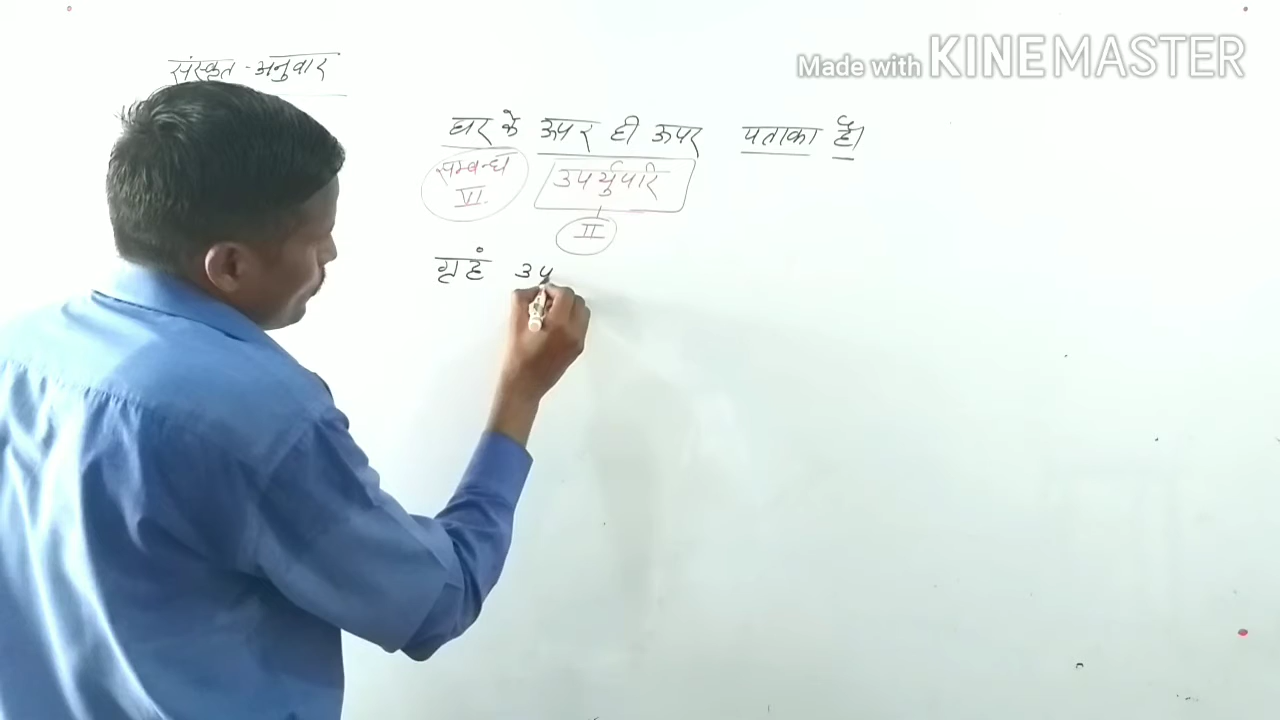 Made with KINEMASTER
संस्कृत - अनुवाद
घर के ऊपर ही ऊपर पताका है।
सम्बन्ध उपर्युपरि
VI. II
गृहं उप